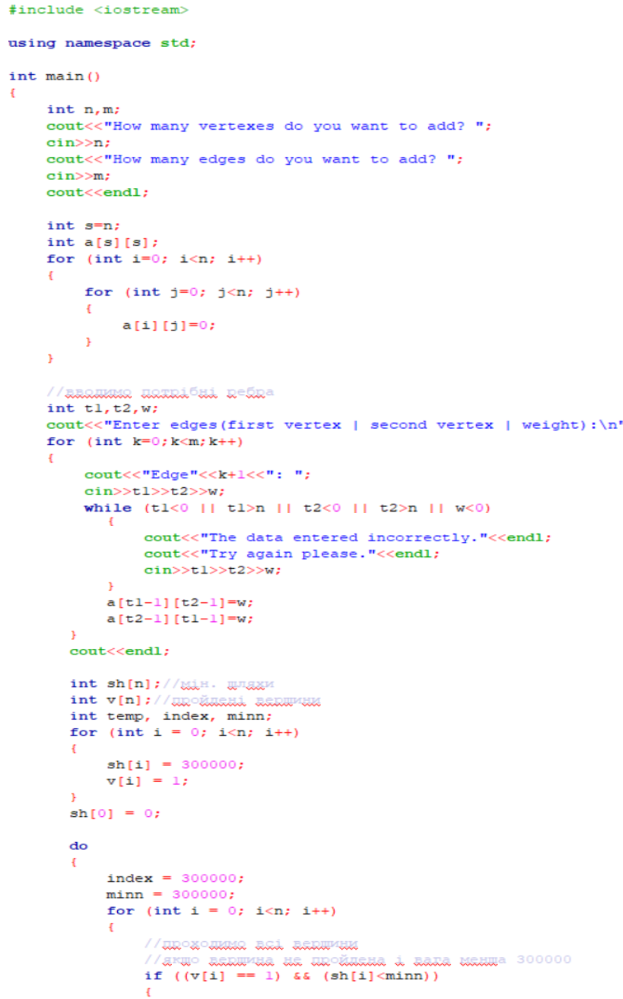 #include <iostream>
using namespace std;
int main()
{
int n,m;
cout<<"How many vertexes do you want to add? ";
cin>>n;
cout<<"How many edges do you want to add? ";
cin>>m;
cout<<endl;
int s=n;
int a[s][s];
for (int i=0; i<n; i++)
{
for (int j=0; j<n; j++)
{
a[i][j]=0;
}
}
//вводимо потрібні ребра
int t1,t2,w;
cout<<"Enter edges(first vertex | second vertex | weight):\n"
for (int k=0;k<m;k++)
{
cout<<"Edge"<<k+1<<": ";
cin>>t1>>t2>>w;
while (t1<0 || t1>n || t2<0 || t2>n || w<0)
{
cout<<"The data entered incorrectly."<<endl;
cout<<"Try again please."<<endl;
cin>>t1>>t2>>w;
}
a[t1-1][t2-1]=w;
a[t2-1][t1-1]=w;
}
cout<<endl;
int sh[n];//мін. шляхи
int v[n];//пройдені вершини
int temp, index, minn;
for (int i = 0; i<n; i++)
{
sh[i] = 300000;
v[i] = 1;
}
sh[0] = 0;
do
{
index = 300000;
minn = 300000;
for (int i = 0; i<n; i++)
{
//проходимо всі вершини
//якщо вершина не пройдена і вага менша 300000
if ((v[i] == 1) && (sh[i]<minn))
{